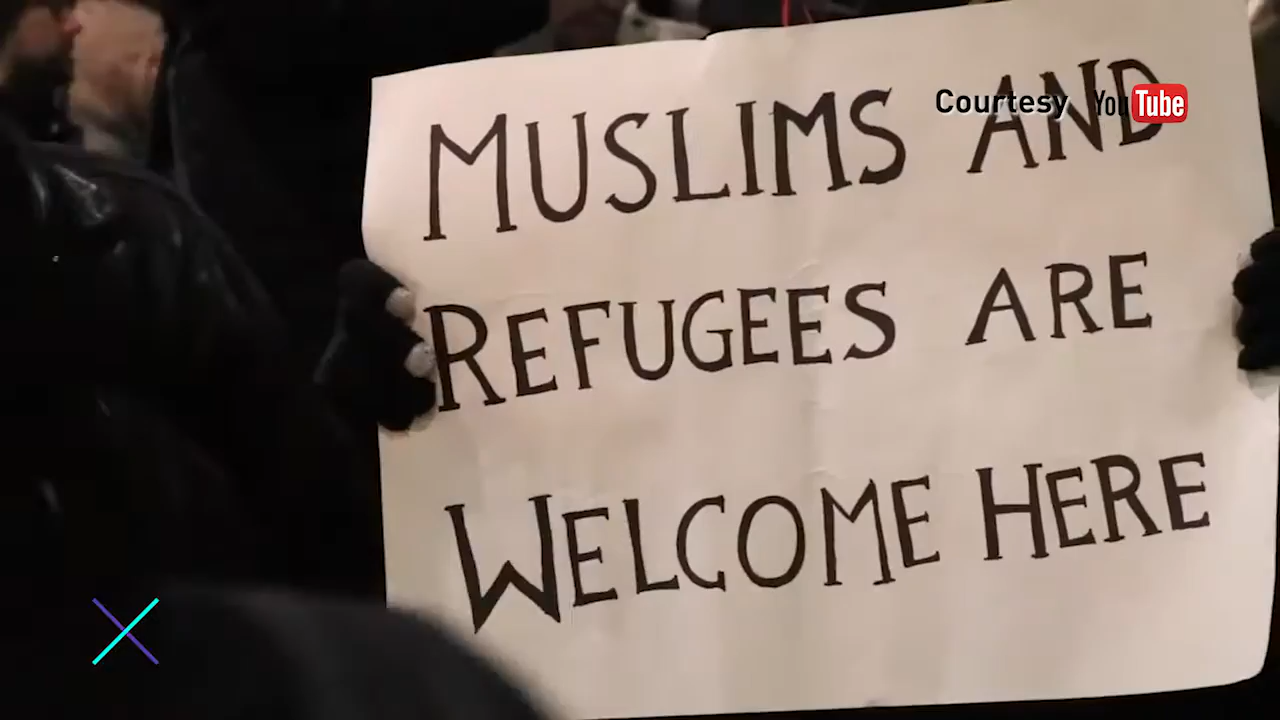 Courtesy YouTube
MUSLIMS AND
REFUGEES ARE
WELCOME HERE